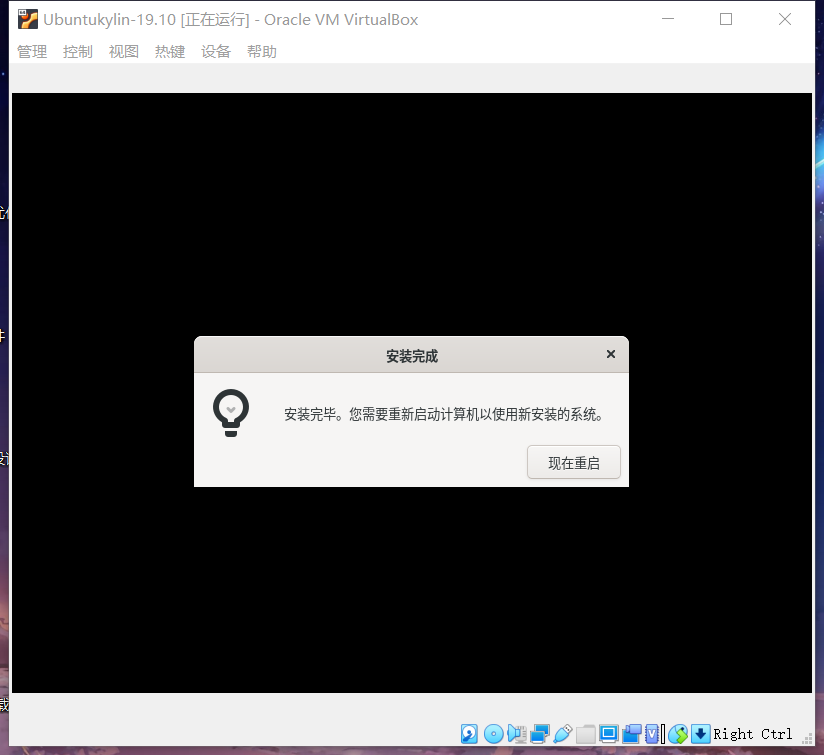 Ubuntukylin-19.10 [正在运行] - Oracle VM VirtualBox
管理 控制 视图 热键 设备 帮助
安装完成
安装完毕。您需要重新启动计算机以使用新安装的系统。
现在重启
Right Ctrl